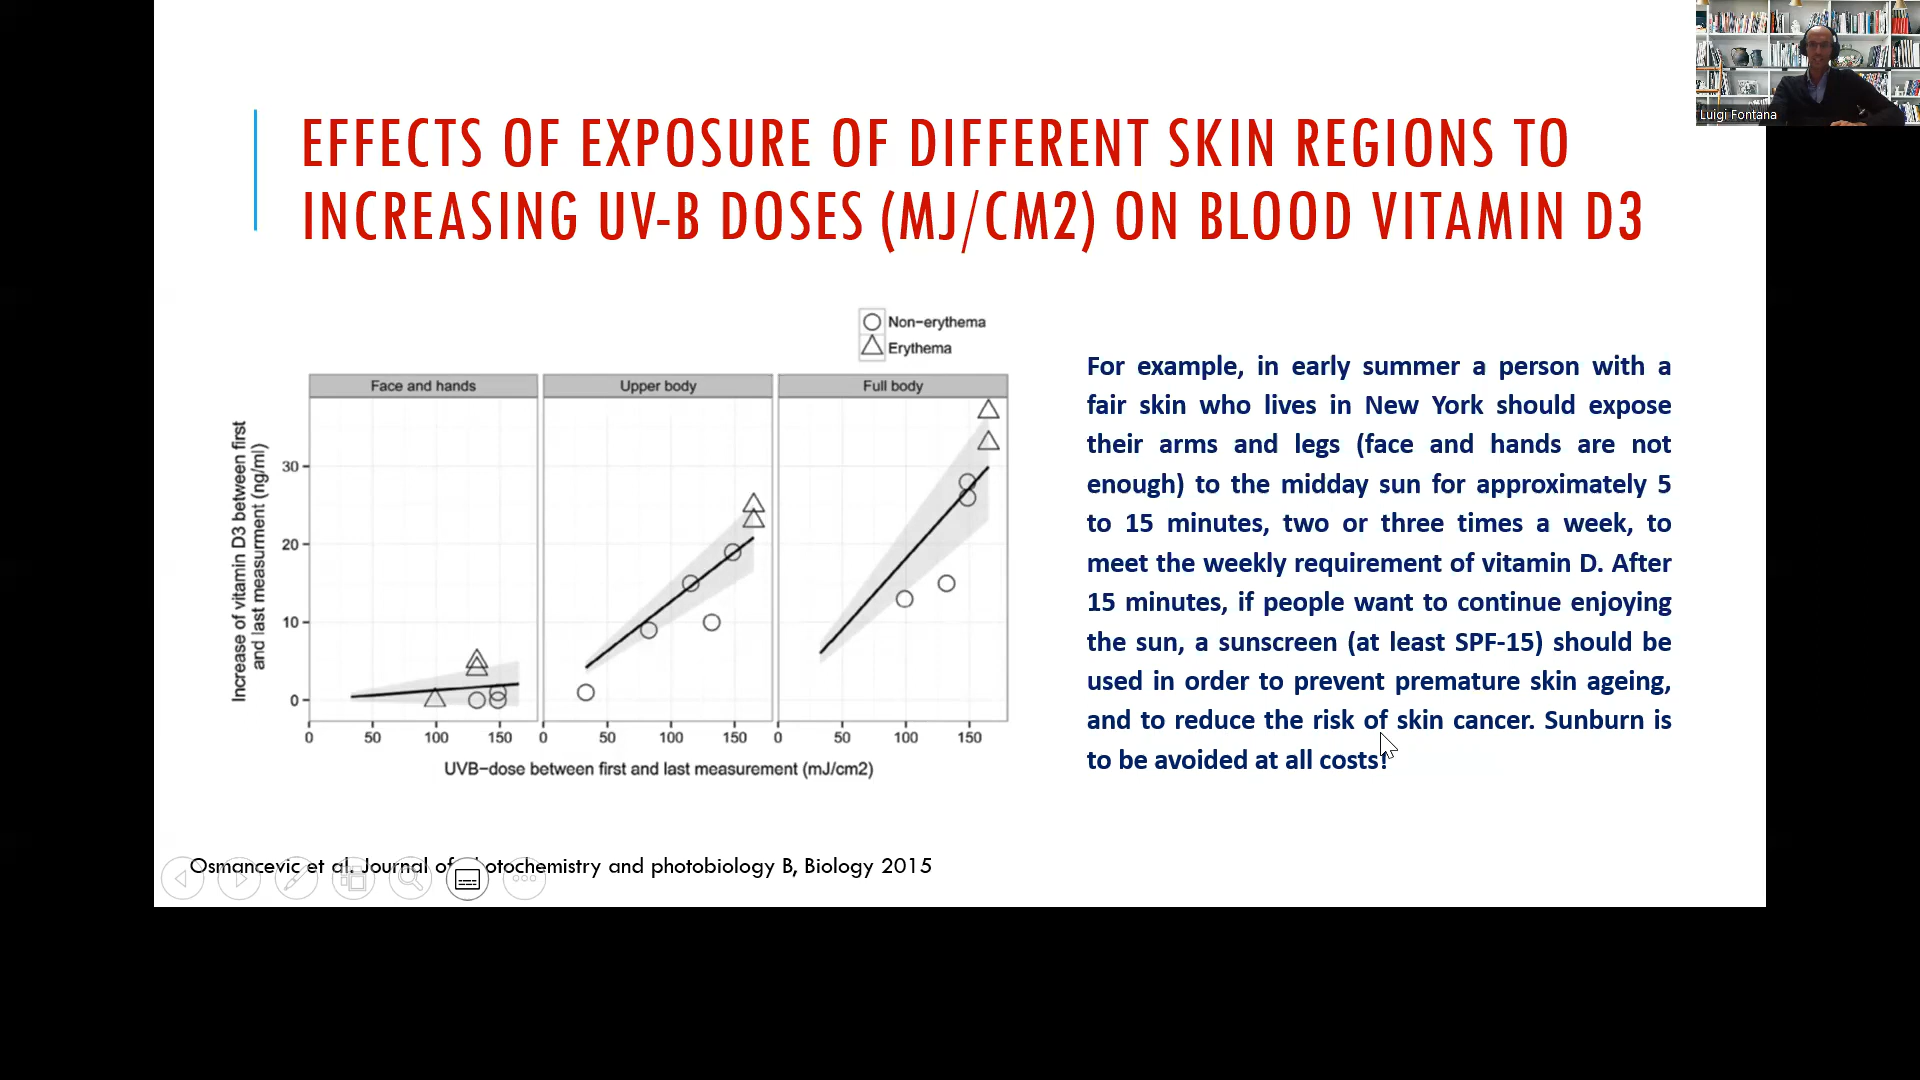 Luigi Fontana
EFFECTS OF EXPOSURE OF DIFFERENT SKIN REGIONS TO
INCREASING UV-B DOSES (MJ/CM2) ON BLOOD VITAMIN D3
Non-erythema
Erythema
Face and hands
Upper body
Full body
Increase of vitamin D3 between first
and last measurment (ng/ml)
30
20
10
0
0 50 100 150
0 50 100 150
0 50 100 150
UVB-dose between first and last measurement (mJ/cm2)
For example, in early summer a person with a
fair skin who lives in New York should expose
their arms and legs (face and hands are not
enough) to the midday sun for approximately 5
to 15 minutes, two or three times a week, to
meet the weekly requirement of vitamin D. After
15 minutes, if people want to continue enjoying
the sun, a sunscreen (at least SPF-15) should be
used in order to prevent premature skin ageing,
and to reduce the risk of skin cancer. Sunburn is
to be avoided at all costs!
Osmancevic et al. Journal of and photobiology B, Biology 2015